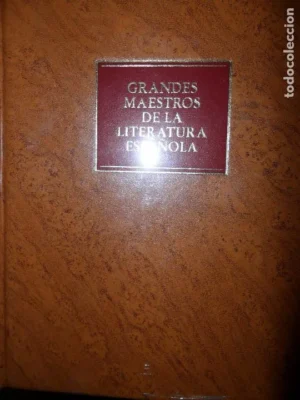 GRANDES
MAESTROS
DE LA
LITERATURA
ESPAÑOLA
todocoleccion